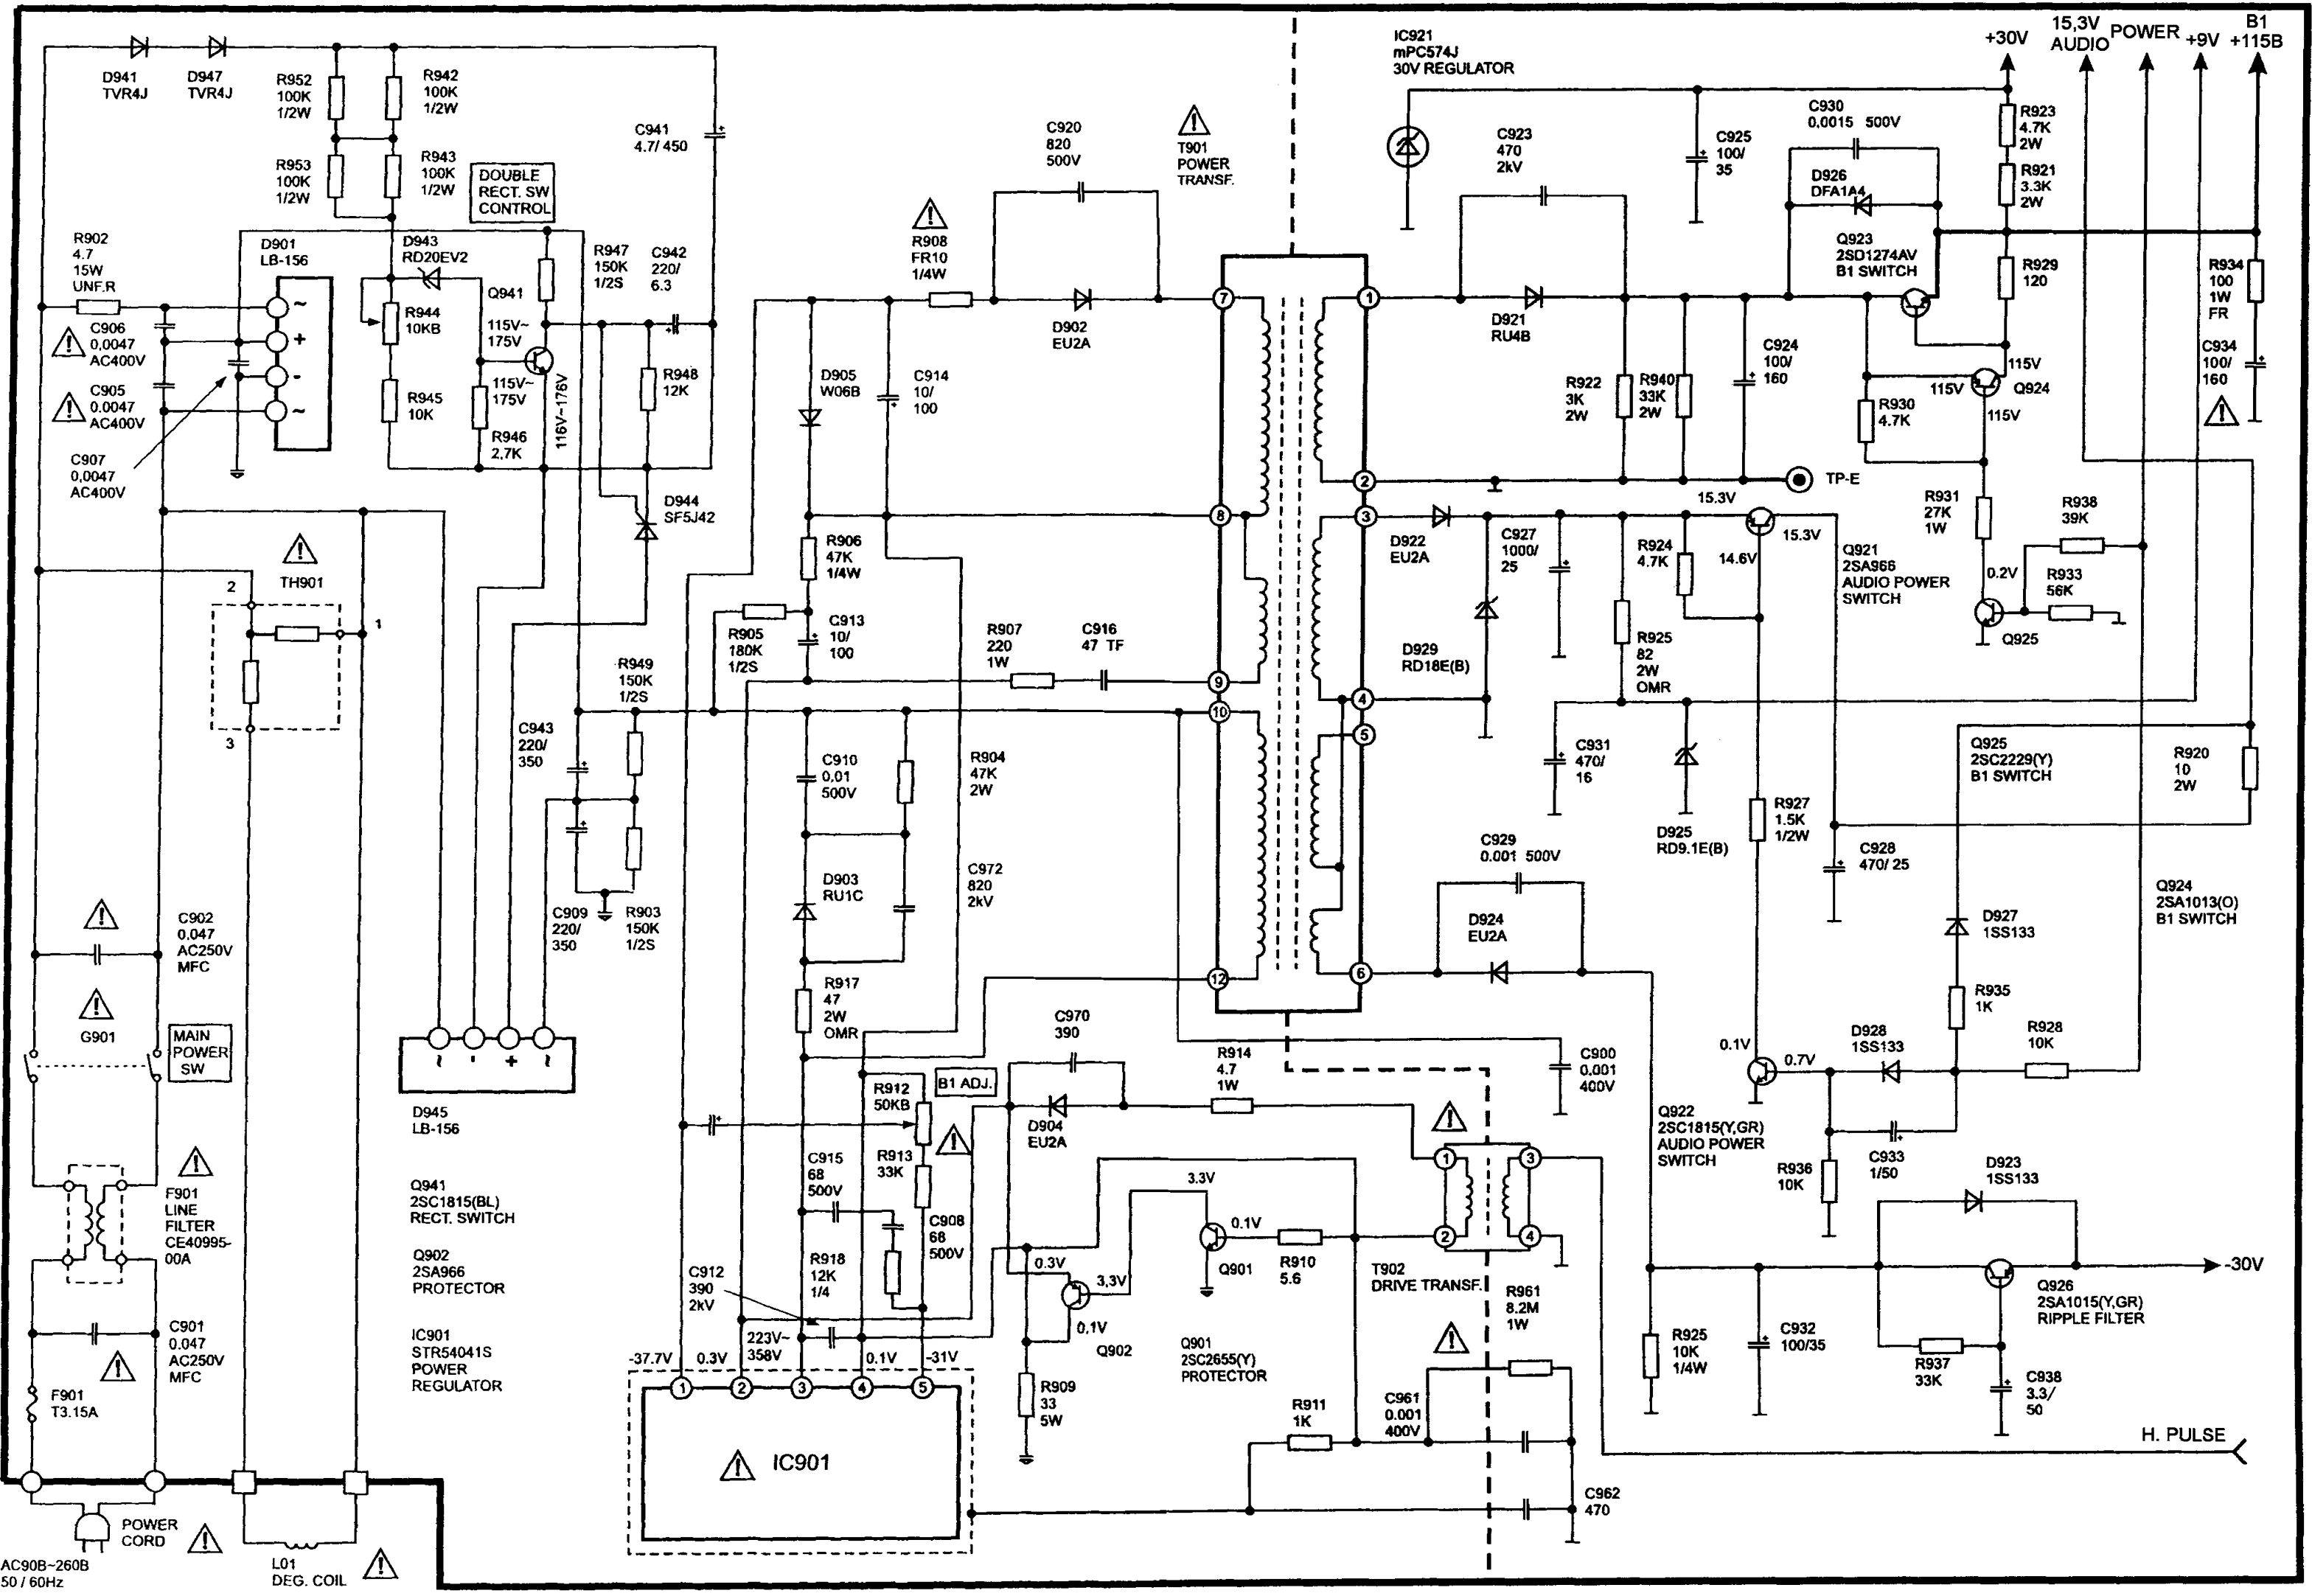 D941
TVR4J
D947
TVR4J
R952
100K
1/2W
R942
100K
1/2W
R953
100K
1/2W
R943
100K
1/2W
C941
4.7/ 450
DOUBLE
RECT. SW
CONTROL
R902
4.7
15W
UNF.R
D901
LB-156
~
+
-
~
C906
0,0047
AC400V
C905
0.0047
AC400V
C907
0,0047
AC400V
D943
RD20EV2
R944
10KB
R945
10K
Q941
115V~
175V
115V~
175V
R946
2,7K
116V~176V
R947
150K
1/2S
C942
220/
6.3
R948
12K
D944
SF5J42
TH901
2
1
3
R949
150K
1/2S
C943
220/
350
C909
220/
350
R903
150K
1/2S
~
-
+
~
D945
LB-156
C902
0,047
AC250V
MFC
G901
MAIN
POWER
SW
F901
LINE
FILTER
CE40995-
00A
C901
0.047
AC250V
MFC
F901
T3.15A
POWER
CORD
AC90B~260B
50 / 60Hz
L01
DEG. COIL
Q941
2SC1815(BL)
RECT. SWITCH
Q902
2SA966
PROTECTOR
IC901
STR54041S
POWER
REGULATOR
C920
820
500V
T901
POWER
TRANSF.
R908
FR10
1/4W
D902
EU2A
D905
W06B
C914
10/
100
R906
47K
1/4W
R905
180K
1/2S
C913
10/
100
R907
220
1W
C916
47 TF
C910
0,01
500V
R904
47K
2W
D903
RU1C
C972
820
2kV
R917
47
2W
OMR
R912
50KB
B1 ADJ.
R913
33K
C915
68
500V
C908
68
500V
R918
12K
1/4
C912
390
2kV
-37.7V
0.3V
223V~
358V
0.1V
-31V
1
2
3
4
5
IC901
C970
390
D904
EU2A
R914
4.7
1W
3.3V
0.1V
Q901
R910
5.6
0.3V
3,3V
0,1V
Q902
R909
33
5W
Q901
2SC2655(Y)
PROTECTOR
T902
DRIVE TRANSF.
1
2
3
4
R961
8.2M
1W
R911
1K
C961
0.001
400V
C962
470
7
8
9
10
12
1
2
3
4
5
6
IC921
mPC574J
30V REGULATOR
C923
470
2kV
D921
RU4B
C925
100/
35
C930
0,0015 500V
D926
DFA1A4
Q923
2SD1274AV
B1 SWITCH
+30V
15,3V
AUDIO
POWER
+9V
B1
+115B
R923
4.7K
2W
R921
3.3K
2W
R929
120
R934
100
1W
FR
C934
100/
160
R922
3K
2W
R940
33K
2W
C924
100/
160
115V
115V
115V
Q924
R930
4.7K
TP-E
D922
EU2A
C927
1000/
25
D929
RD18E(B)
15.3V
R924
4.7K
14.6V
15.3V
R925
82
2W
OMR
Q921
2SA966
AUDIO POWER
SWITCH
R931
27K
1W
R938
39K
0.2V
R933
56K
Q925
C931
470/
16
D925
RD9.1E(B)
R927
1.5K
1/2W
C928
470/ 25
Q925
2SC2229(Y)
B1 SWITCH
R920
10
2W
Q924
2SA1013(O)
B1 SWITCH
D927
1SS133
R935
1K
R928
10K
D928
1SS133
0.1V
0.7V
C929
0.001 500V
D924
EU2A
C900
0.001
400V
Q922
2SC1815(Y,GR)
AUDIO POWER
SWITCH
C933
1/50
R936
10K
D923
1SS133
-30V
Q926
2SA1015(Y,GR)
RIPPLE FILTER
R925
10K
1/4W
C932
100/35
R937
33K
C938
3.3/
50
H. PULSE